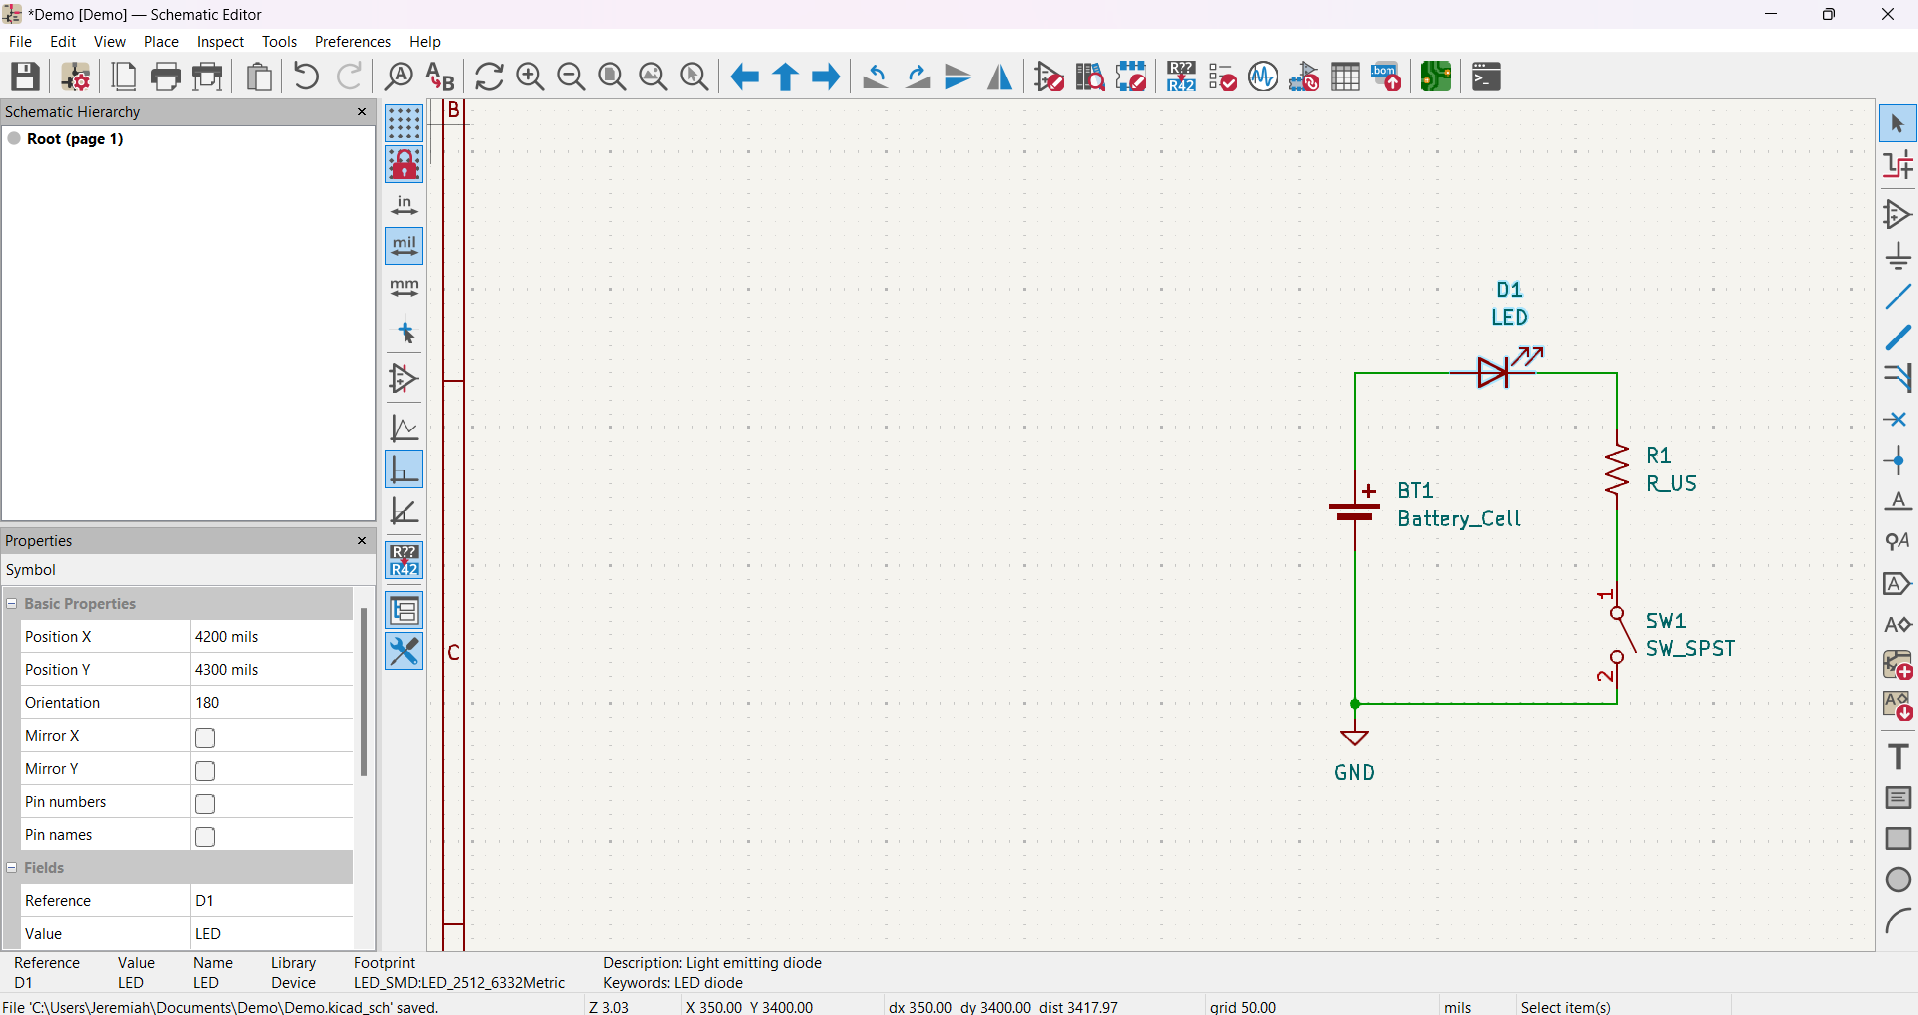 *Demo [Demo] — Schematic Editor
File Edit View Place Inspect Tools Preferences Help
A
A B
R?? R42
bom
Schematic Hierarchy
Root (page 1)
in
mil
mm
R?? R42
Properties
Symbol
Basic Properties
Position X 4200 mils
Position Y 4300 mils
Orientation 180
Mirror X
Mirror Y
Pin numbers
Pin names
Fields
Reference D1
Value LED
B
C
D1
LED
R1
R_US
+
BT1
Battery_Cell
1
SW1
SW_SPST
2
GND
A
A
A
A
A
T
Reference Value Name Library Footprint Description: Light emitting diode
D1 LED LED Device LED_SMD:LED_2512_6332Metric Keywords: LED diode
File 'C:\Users\Jeremiah\Documents\Demo\Demo.kicad_sch' saved. Z 3.03 X 350.00 Y 3400.00 dx 350.00 dy 3400.00 dist 3417.97 grid 50.00 mils Select item(s)